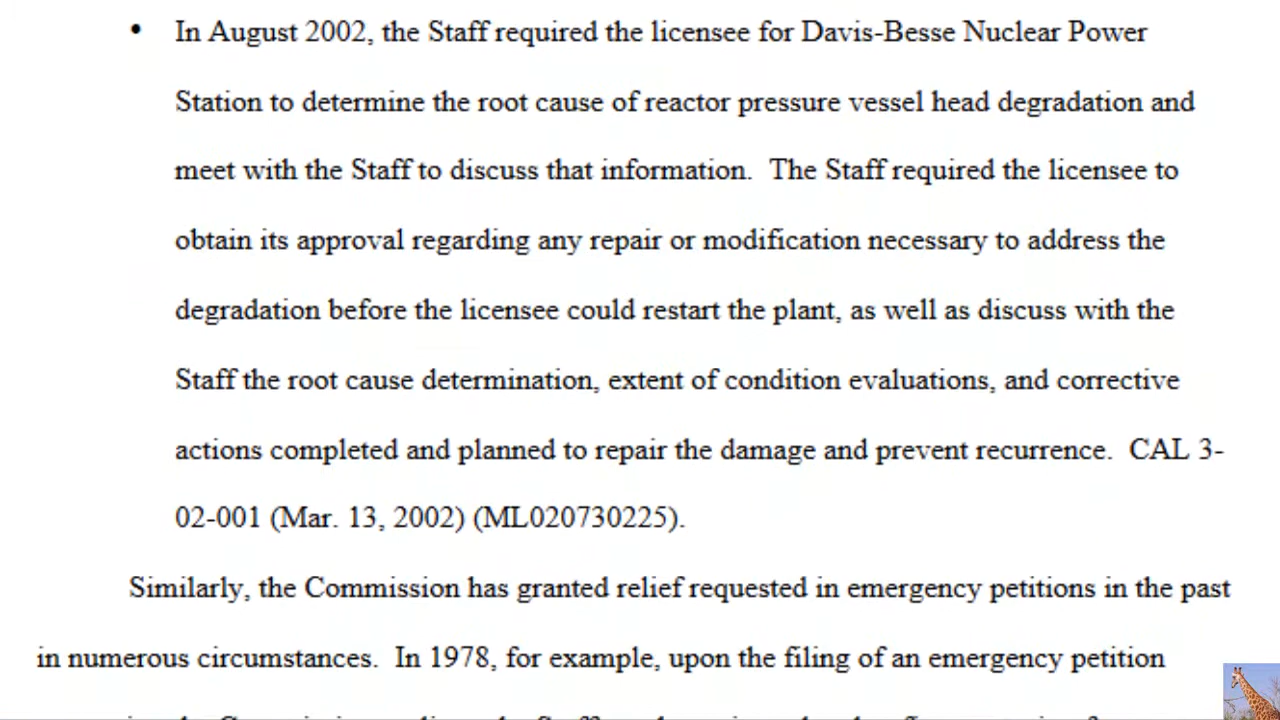 • In August 2002, the Staff required the licensee for Davis-Besse Nuclear Power
Station to determine the root cause of reactor pressure vessel head degradation and
meet with the Staff to discuss that information.  The Staff required the licensee to
obtain its approval regarding any repair or modification necessary to address the
degradation before the licensee could restart the plant, as well as discuss with the
Staff the root cause determination, extent of condition evaluations, and corrective
actions completed and planned to repair the damage and prevent recurrence.  CAL 3-
02-001 (Mar. 13, 2002) (ML020730225).
Similarly, the Commission has granted relief requested in emergency petitions in the past
in numerous circumstances.  In 1978, for example, upon the filing of an emergency petition